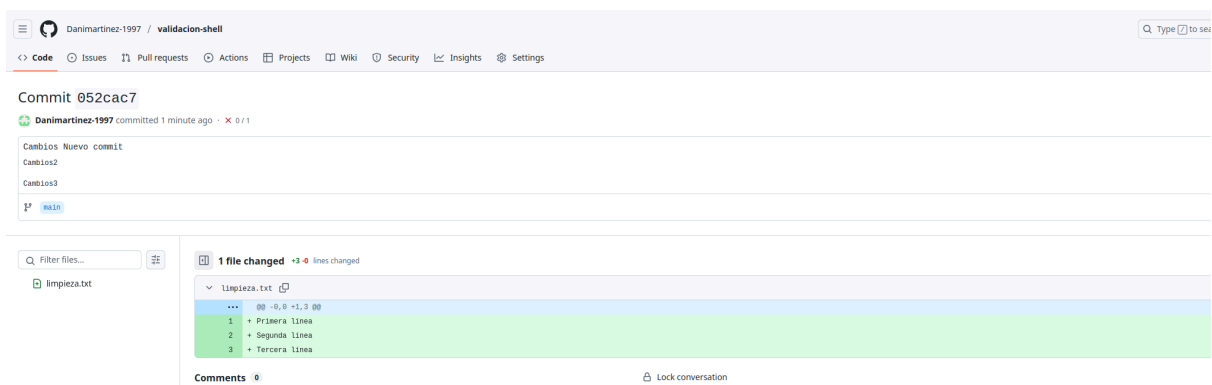 Danimartinez-1997 / validacion-shell
Type / to sea
<> Code Issues Pull requests Actions Projects Wiki Security Insights Settings
Commit 052cac7
Danimartinez-1997 committed 1 minute ago · × 0 / 1
Cambios Nuevo commit
Cambios2
Cambios3
main
Filter files...
limpieza.txt
1 file changed +3 -0 lines changed
limpieza.txt
... @@ -0,0 +1,3 @@
1 + Primera linea
2 + Segunda linea
3 + Tercera linea
Comments 0
Lock conversation